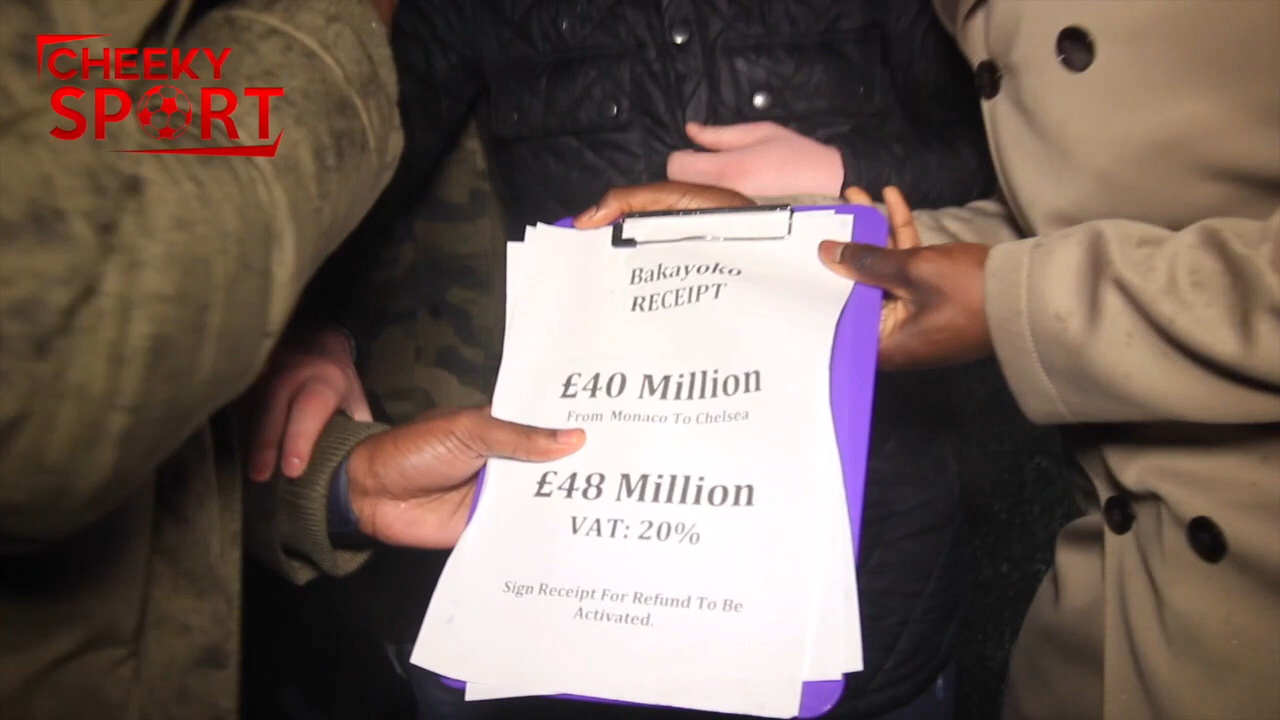 CHEEKY
SPORT
Bakayoko
RECEIPT
£40 Million
From Monaco To Chelsea
£48 Million
VAT: 20%
Sign Receipt For Refund To Be
Activated.